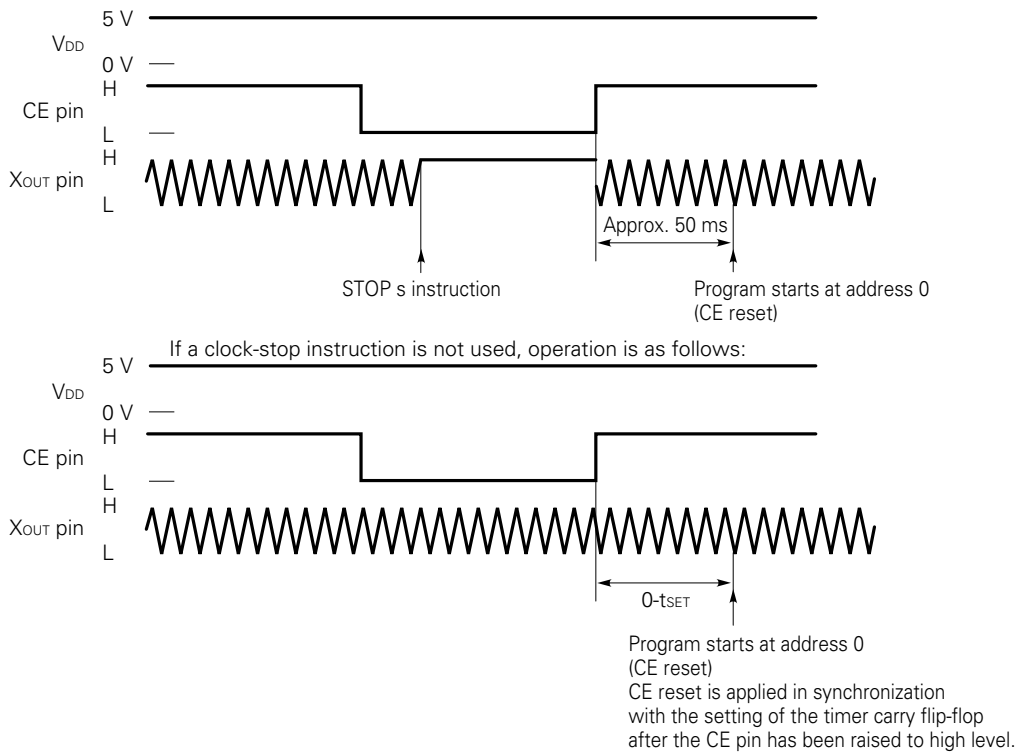 5 V
VDD
0 V
H
CE pin
L
H
XOUT pin
L
Approx. 50 ms
STOP s instruction
Program starts at address 0
(CE reset)
If a clock-stop instruction is not used, operation is as follows:
5 V
VDD
0 V
H
CE pin
L
H
XOUT pin
L
0-tSET
Program starts at address 0
(CE reset)
CE reset is applied in synchronization
with the setting of the timer carry flip-flop
after the CE pin has been raised to high level.